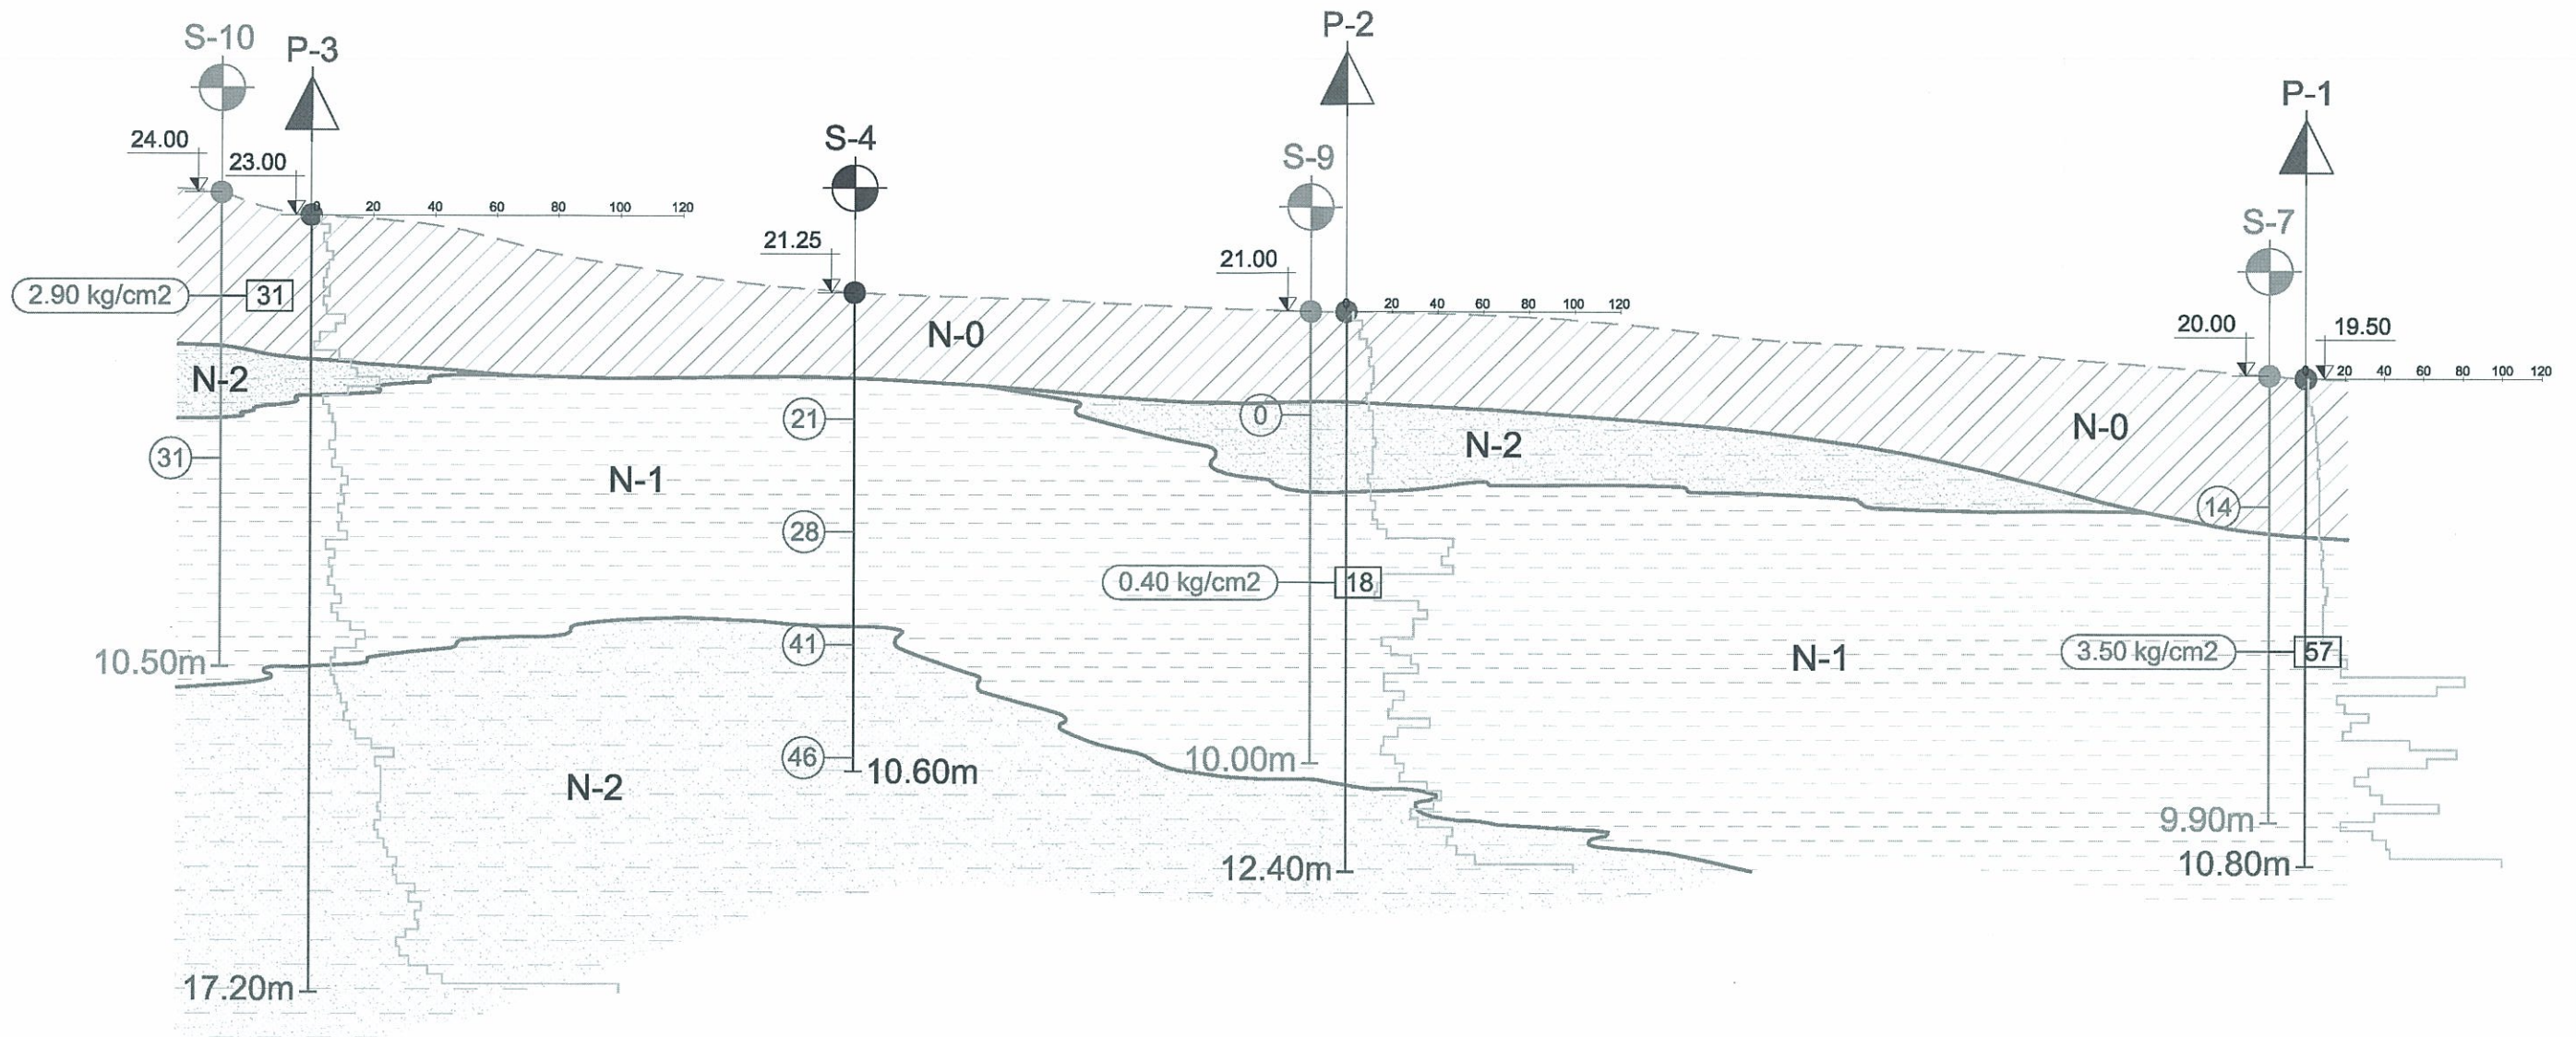 S-10
P-3
P-2
P-1
S-4
S-9
S-7
24.00
23.00
0 20 40 60 80 100 120
21.25
21.00
0 20 40 60 80 100 120
20.00
19.50
0 20 40 60 80 100 120
2.90 kg/cm2
31
N-0
N-2
21
0
N-2
N-0
31
N-1
14
28
0.40 kg/cm2
18
41
10.50m
N-1
3.50 kg/cm2
57
46
10.60m
10.00m
N-2
9.90m
12.40m
10.80m
17.20m